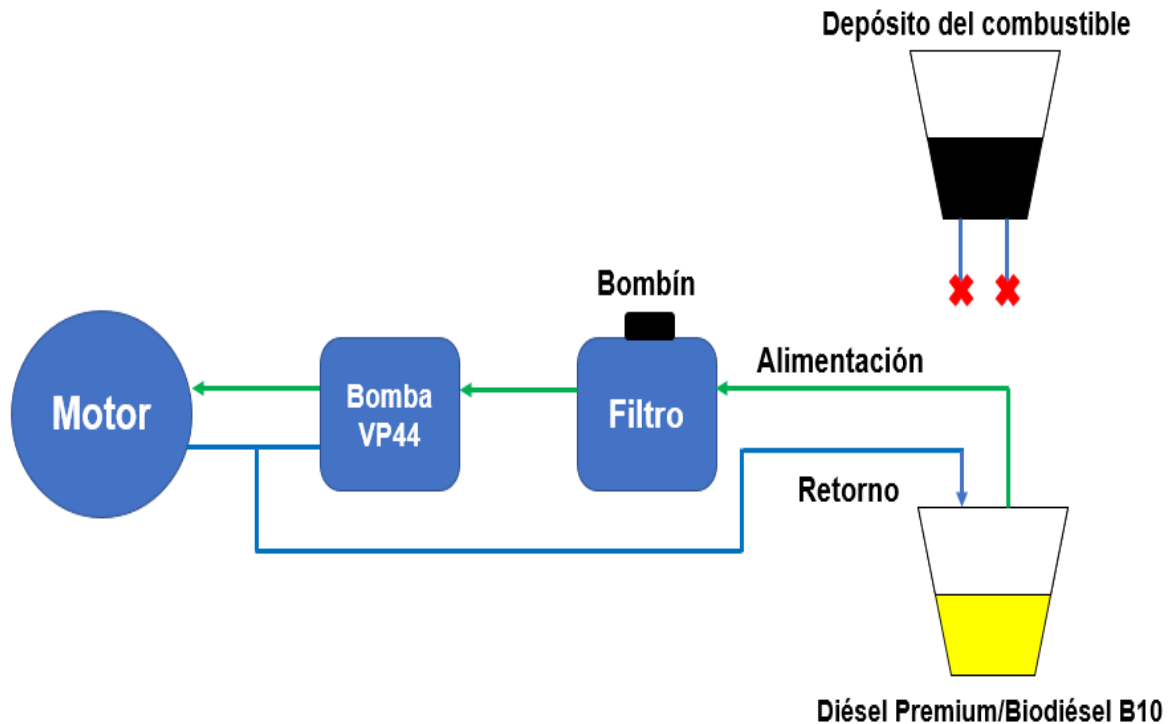 Depósito del combustible
Bombín
Alimentación
Motor
Bomba
VP44
Filtro
Retorno
Diésel Premium/Biodiésel B10